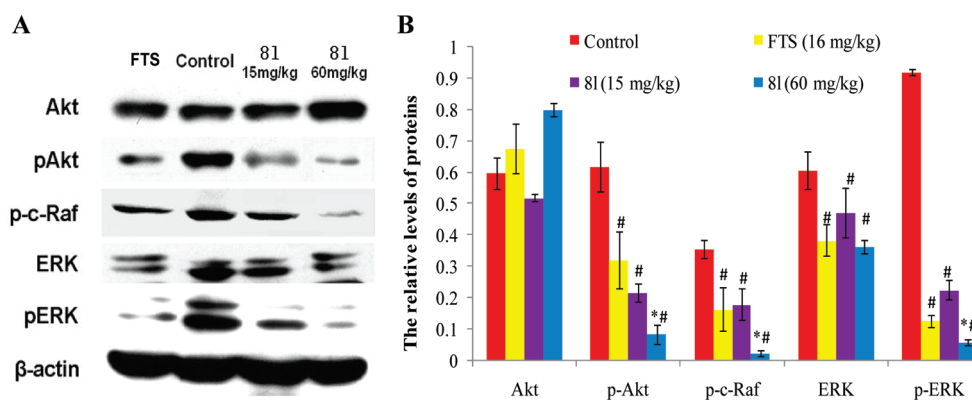 A
FTS Control 8l 8l
15mg/kg 60mg/kg
Akt
pAkt
p-c-Raf
ERK
pERK
β-actin
B
Control
FTS (16 mg/kg)
8l(15 mg/kg)
8l(60 mg/kg)
The relative levels of proteins
1
0.9
0.8
0.7
0.6
0.5
0.4
0.3
0.2
0.1
0
#
#
*#
#
#
*#
#
#
#
#
#
*#
Akt
p-Akt
p-c-Raf
ERK
p-ERK